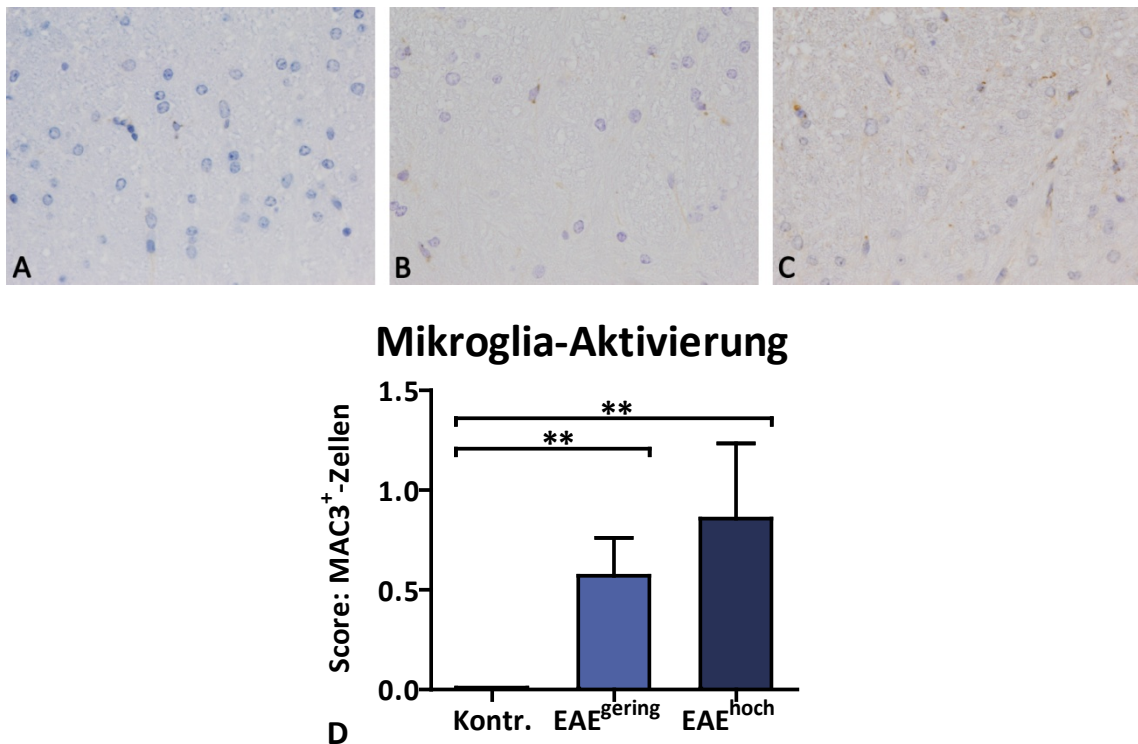 A
B
C
Mikroglia-Aktivierung
Score: MAC3⁺-Zellen
1.5
1.0
0.5
0.0
**
**
Kontr. EAEgering EAEhoch
D